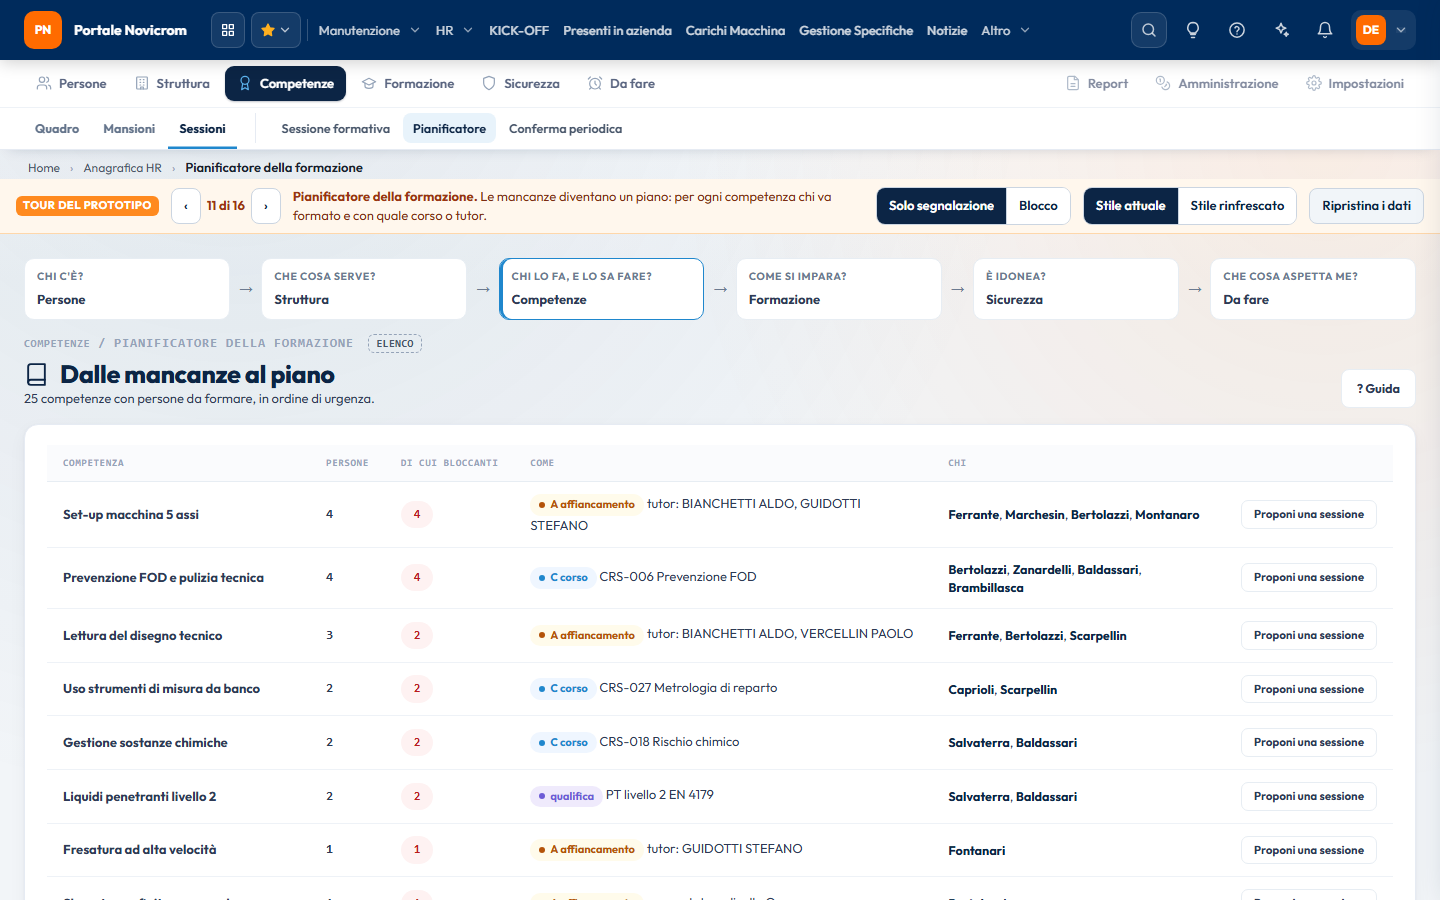 PN Portale Novicrom Manutenzione HR KICK-OFF Presenti in azienda Carichi Macchina Gestione Specifiche Notizie Altro DE
Persone Struttura Competenze Formazione Sicurezza Da fare Report Amministrazione Impostazioni
Quadro Mansioni Sessioni Sessione formativa Pianificatore Conferma periodica
Home › Anagrafica HR › Pianificatore della formazione
TOUR DEL PROTOTIPO ‹ 11 di 16 › Pianificatore della formazione. Le mancanze diventano un piano: per ogni competenza chi va
formato e con quale corso o tutor.
Solo segnalazione Blocco Stile attuale Stile rinfrescato Ripristina i dati
CHI C'È?
Persone
→
CHE COSA SERVE?
Struttura
→
CHI LO FA, E LO SA FARE?
Competenze
→
COME SI IMPARA?
Formazione
→
È IDONEA?
Sicurezza
→
CHE COSA ASPETTA ME?
Da fare
COMPETENZE / PIANIFICATORE DELLA FORMAZIONE ELENCO
Dalle mancanze al piano
25 competenze con persone da formare, in ordine di urgenza.
? Guida
COMPETENZA PERSONE DI CUI BLOCCANTI COME CHI
Set-up macchina 5 assi 4 4 A affiancamento tutor: BIANCHETTI ALDO, GUIDOTTI
STEFANO
Ferrante, Marchesin, Bertolazzi, Montanaro Proponi una sessione
Prevenzione FOD e pulizia tecnica 4 4 C corso CRS-006 Prevenzione FOD
Bertolazzi, Zanardelli, Baldassari,
Brambillasca
Proponi una sessione
Lettura del disegno tecnico 3 2 A affiancamento tutor: BIANCHETTI ALDO, VERCELLIN PAOLO Ferrante, Bertolazzi, Scarpellin Proponi una sessione
Uso strumenti di misura da banco 2 2 C corso CRS-027 Metrologia di reparto Caprioli, Scarpellin Proponi una sessione
Gestione sostanze chimiche 2 2 C corso CRS-018 Rischio chimico Salvaterra, Baldassari Proponi una sessione
Liquidi penetranti livello 2 2 2 qualifica PT livello 2 EN 4179 Salvaterra, Baldassari Proponi una sessione
Fresatura ad alta velocità 1 1 A affiancamento tutor: GUIDOTTI STEFANO Fontanari Proponi una sessione